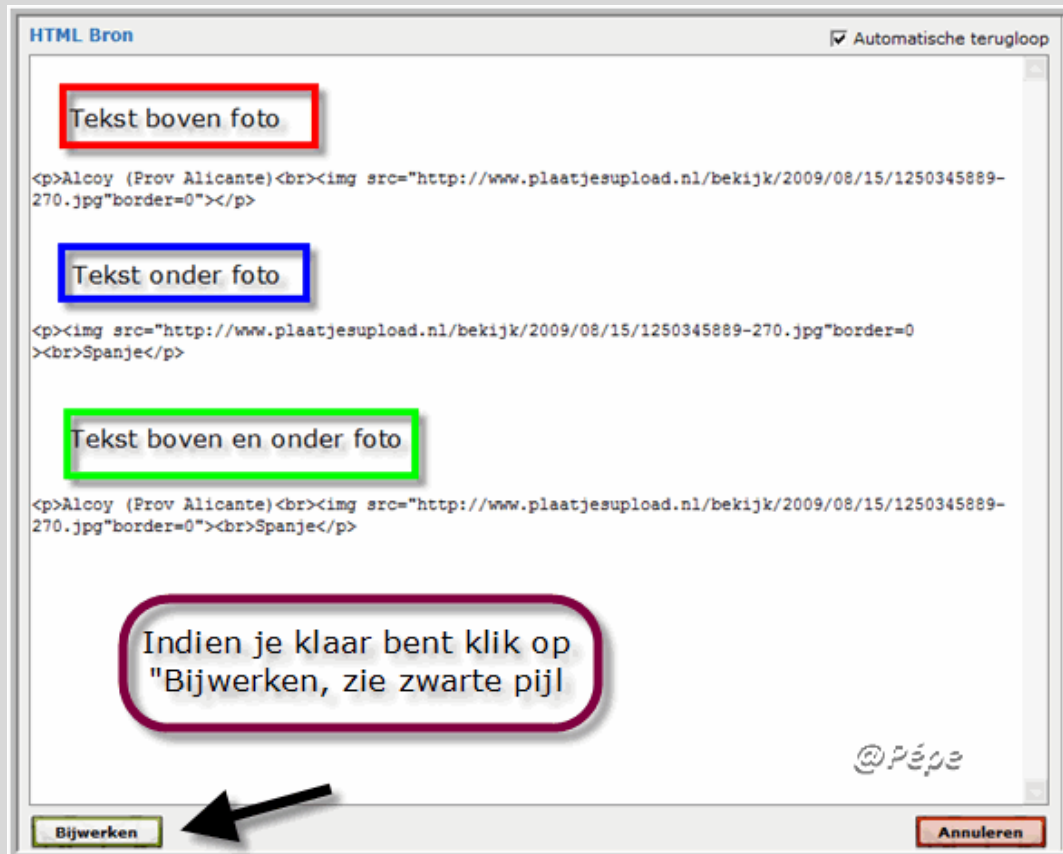 HTML Bron
Automatische terugloop
Tekst boven foto
<p>Alcoy (Prov Alicante)<br><img src="http://www.plaatjesupload.nl/bekijk/2009/08/15/1250345889-
270.jpg"border=0"></p>
Tekst onder foto
<p><img src="http://www.plaatjesupload.nl/bekijk/2009/08/15/1250345889-270.jpg"border=0
><br>Spanje</p>
Tekst boven en onder foto
<p>Alcoy (Prov Alicante)<br><img src="http://www.plaatjesupload.nl/bekijk/2009/08/15/1250345889-
270.jpg"border=0"><br>Spanje</p>
Indien je klaar bent klik op
"Bijwerken, zie zwarte pijl
@Pépe
Bijwerken
Annuleren